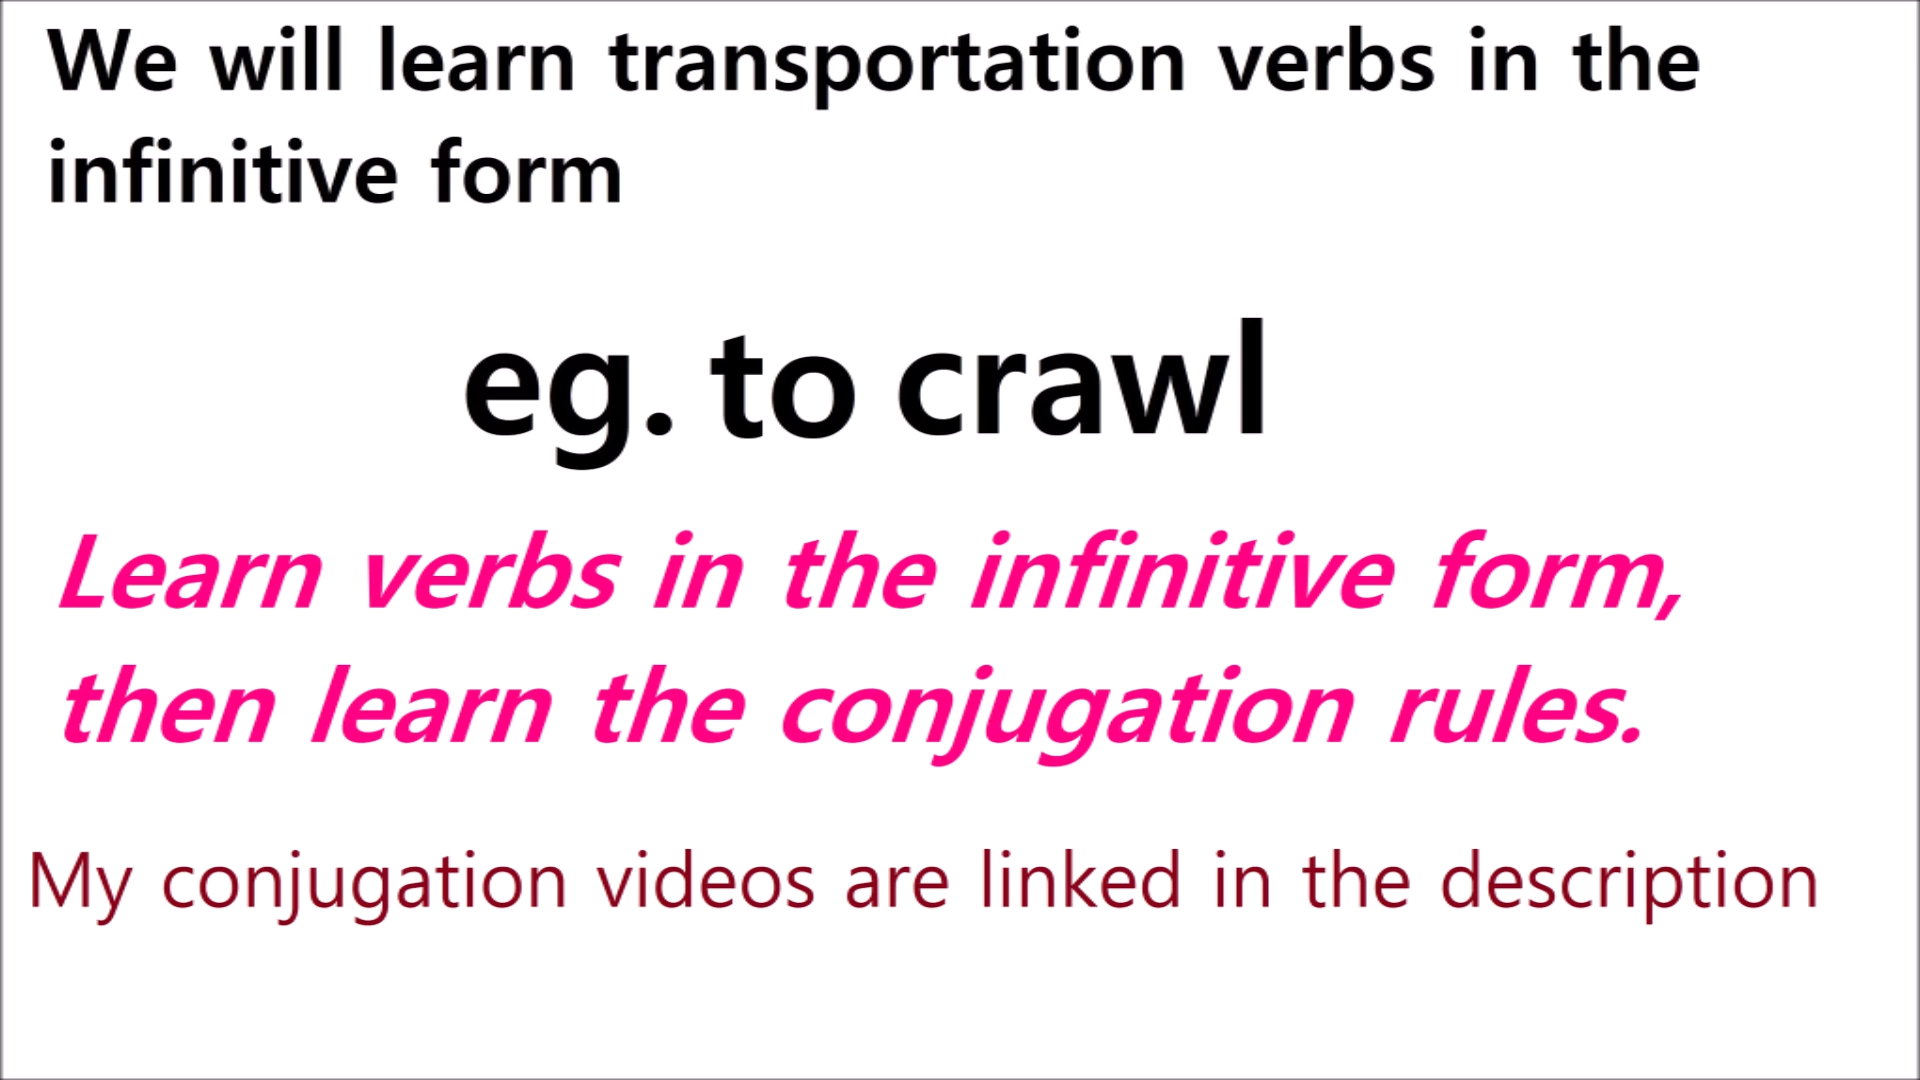 We will learn transportation verbs in the
infinitive form
eg. to crawl
Learn verbs in the infinitive form,
then learn the conjugation rules.
My conjugation videos are linked in the description